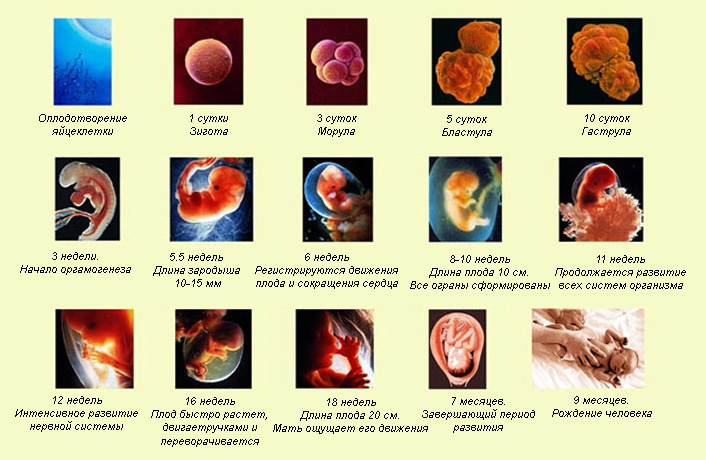 Оплодотворение
яйцеклетки
1 сутки
Зигота
3 суток
Морула
5 суток
Бластула
10 суток
Гаструла
3 недели.
Начало оргамогенеза
5.5 недель
Длина зародыша
10-15 мм
6 недель
Регистрируются движения
плода и сокращения сердца
8-10 недель
Длина плода 10 см.
Все ограны сформированы
11 недель
Продолжается развитие
всех систем организма
12 недель
Интенсивное развитие
нервной системы
16 недель
Плод быстро растет,
двигаетручками и
переворачивается
18 недель
Длина плода 20 см.
Мать ощущает его движения
7 месяцев.
Завершающий период
развития
9 месяцев.
Рождение человека